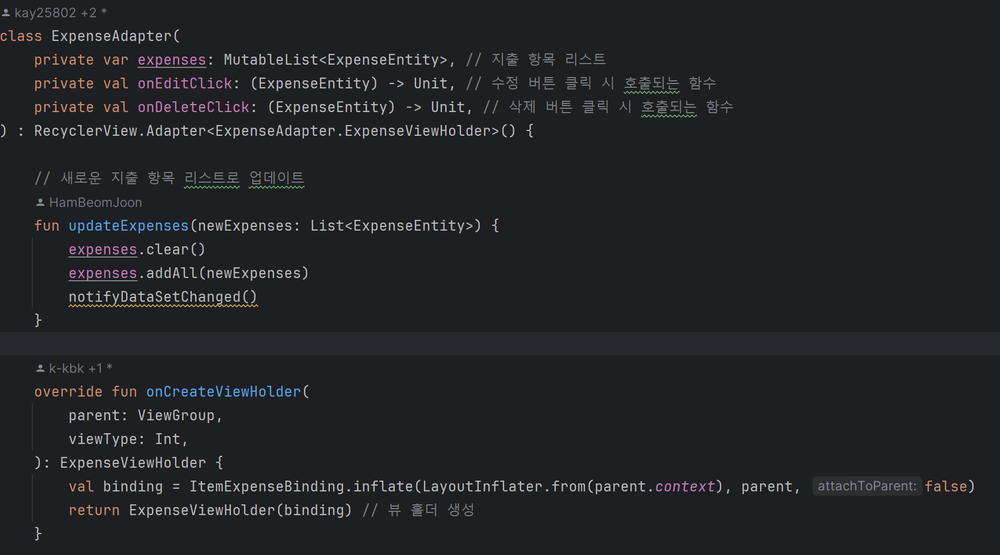 kay25802 +2 *
class ExpenseAdapter(
    private var expenses: MutableList<ExpenseEntity>, // 지출 항목 리스트
    private val onEditClick: (ExpenseEntity) -> Unit, // 수정 버튼 클릭 시 호출되는 함수
    private val onDeleteClick: (ExpenseEntity) -> Unit, // 삭제 버튼 클릭 시 호출되는 함수
) : RecyclerView.Adapter<ExpenseAdapter.ExpenseViewHolder>() {
    // 새로운 지출 항목 리스트로 업데이트
    HamBeomJoon
    fun updateExpenses(newExpenses: List<ExpenseEntity>) {
        expenses.clear()
        expenses.addAll(newExpenses)
        notifyDataSetChanged()
    }
    k-kbk +1 *
    override fun onCreateViewHolder(
        parent: ViewGroup,
        viewType: Int,
    ): ExpenseViewHolder {
        val binding = ItemExpenseBinding.inflate(LayoutInflater.from(parent.context), parent, attachToParent: false)
        return ExpenseViewHolder(binding) // 뷰 홀더 생성
    }